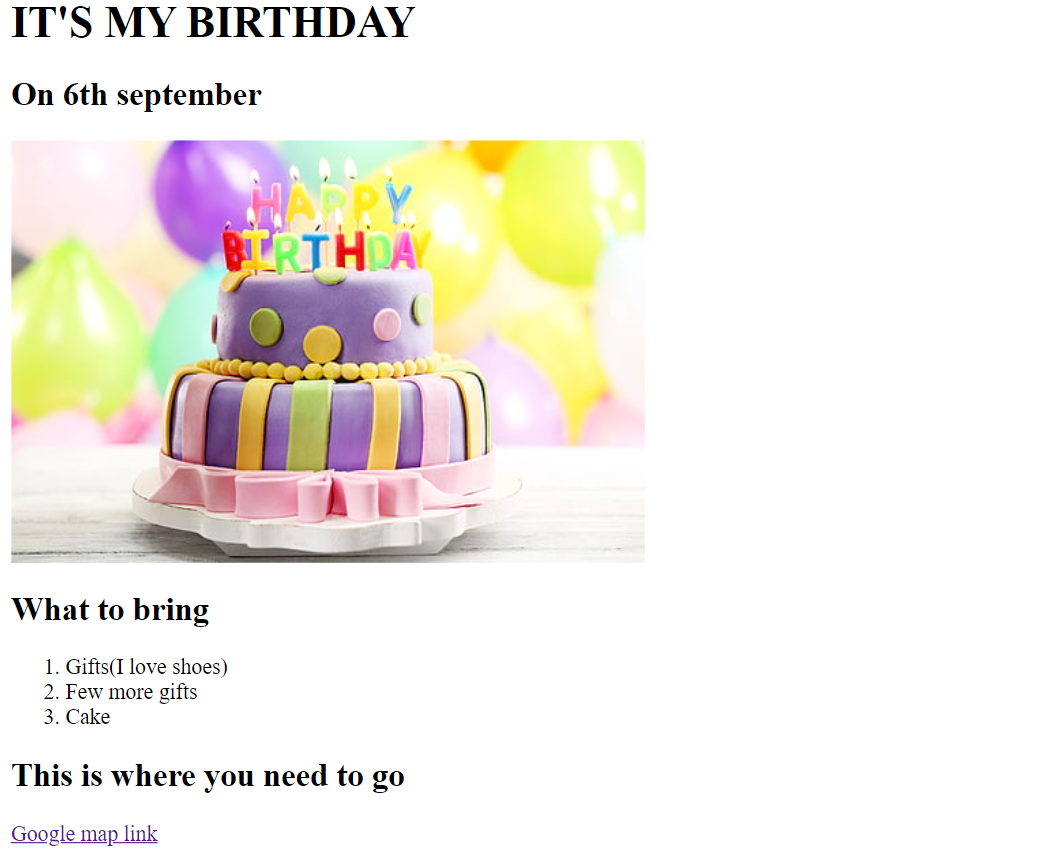 IT'S MY BIRTHDAY
On 6th september
HAPPY
BIRTHDAY
What to bring
1. Gifts(I love shoes)
2. Few more gifts
3. Cake
This is where you need to go
Google map link